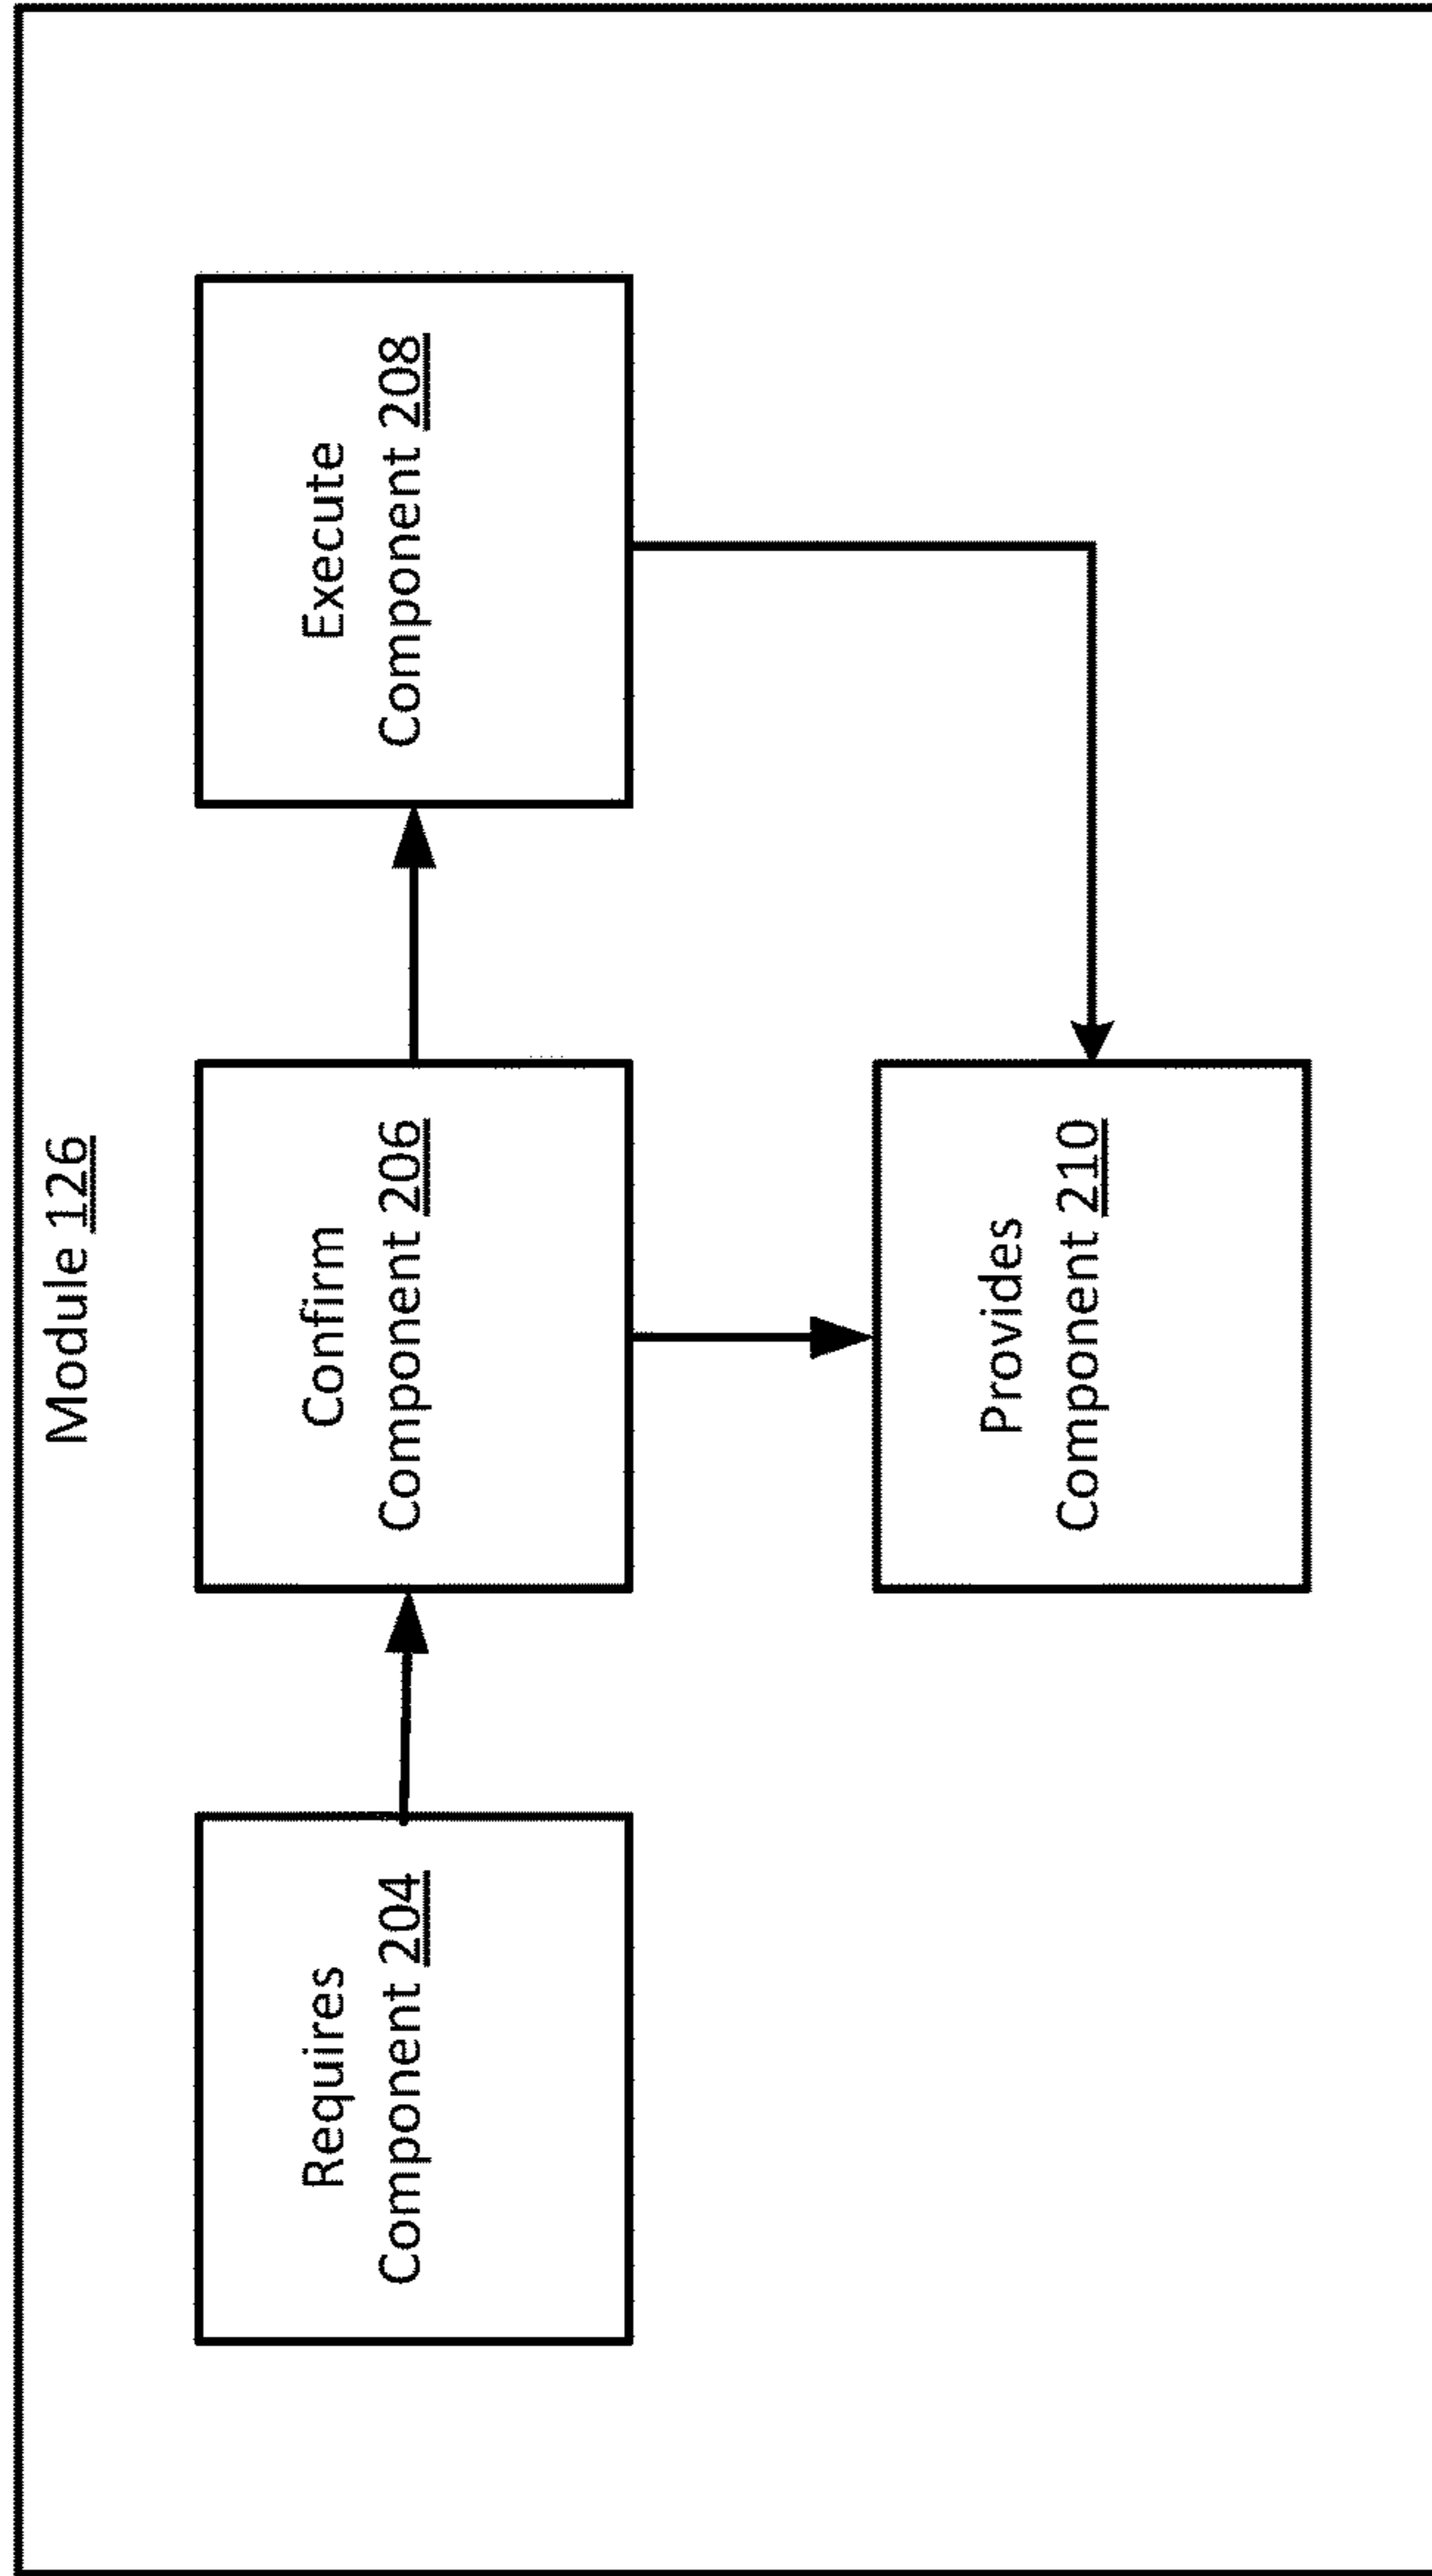 Module 126
Requires
Component 204
Confirm
Component 206
Execute
Component 208
Provides
Component 210